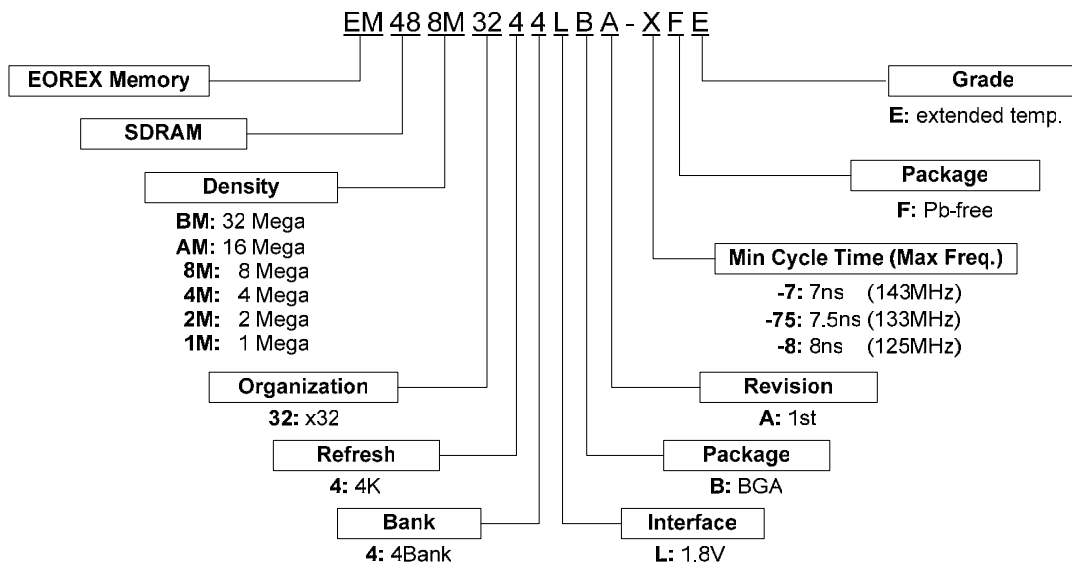 EM 48 8M 32 4 4 L B A - X F E
EOREX Memory
Grade
E: extended temp.
SDRAM
Density
BM: 32 Mega
AM: 16 Mega
8M: 8 Mega
4M: 4 Mega
2M: 2 Mega
1M: 1 Mega
Package
F: Pb-free
Min Cycle Time (Max Freq.)
-7: 7ns (143MHz)
-75: 7.5ns (133MHz)
-8: 8ns (125MHz)
Organization
32: x32
Revision
A: 1st
Refresh
4: 4K
Package
B: BGA
Bank
4: 4Bank
Interface
L: 1.8V